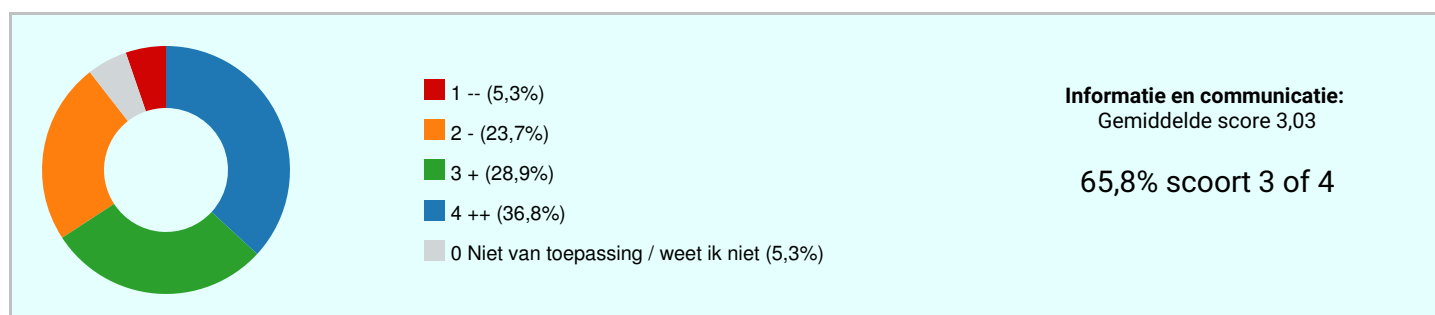 1 -- (5,3%)
2 - (23,7%)
3 + (28,9%)
4 ++ (36,8%)
0 Niet van toepassing / weet ik niet (5,3%)
Informatie en communicatie:
Gemiddelde score 3,03
65,8% scoort 3 of 4